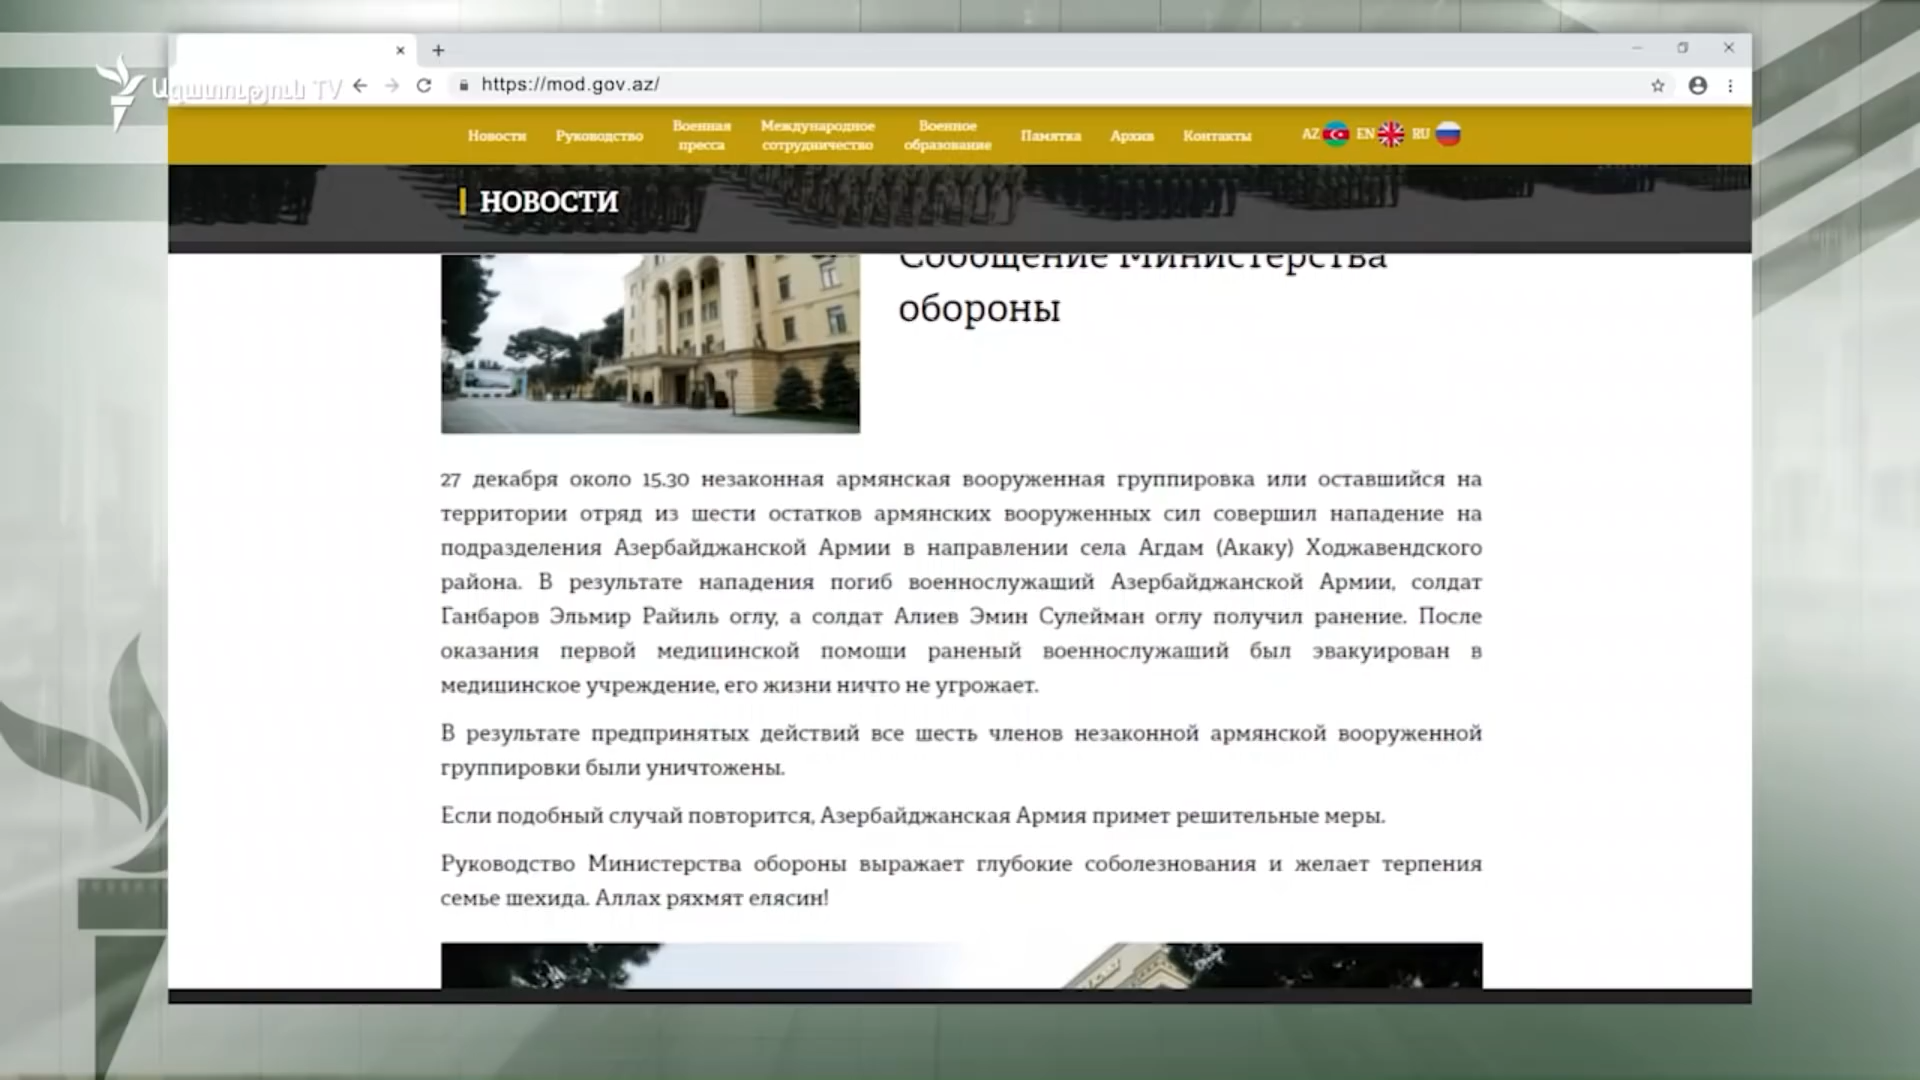 Ազատություն TV
https://mod.gov.az/
Новости
Руководство
Военная
пресса
Международное
сотрудничество
Военное
образование
Памятка
Архив
Контакты
AZ EN RU
НОВОСТИ
Сообщение Министерства
обороны
27 декабря около 15.30 незаконная армянская вооруженная группировка или оставшийся на
территории отряд из шести остатков армянских вооруженных сил совершил нападение на
подразделения Азербайджанской Армии в направлении села Агдам (Акаку) Ходжавендского
района. В результате нападения погиб военнослужащий Азербайджанской Армии, солдат
Ганбаров Эльмир Райиль оглу, а солдат Алиев Эмин Сулейман оглу получил ранение. После
оказания первой медицинской помощи раненый военнослужащий был эвакуирован в
медицинское учреждение, его жизни ничто не угрожает.
В результате предпринятых действий все шесть членов незаконной армянской вооруженной
группировки были уничтожены.
Если подобный случай повторится, Азербайджанская Армия примет решительные меры.
Руководство Министерства обороны выражает глубокие соболезнования и желает терпения
семье шехида. Аллах ряхмят елясин!